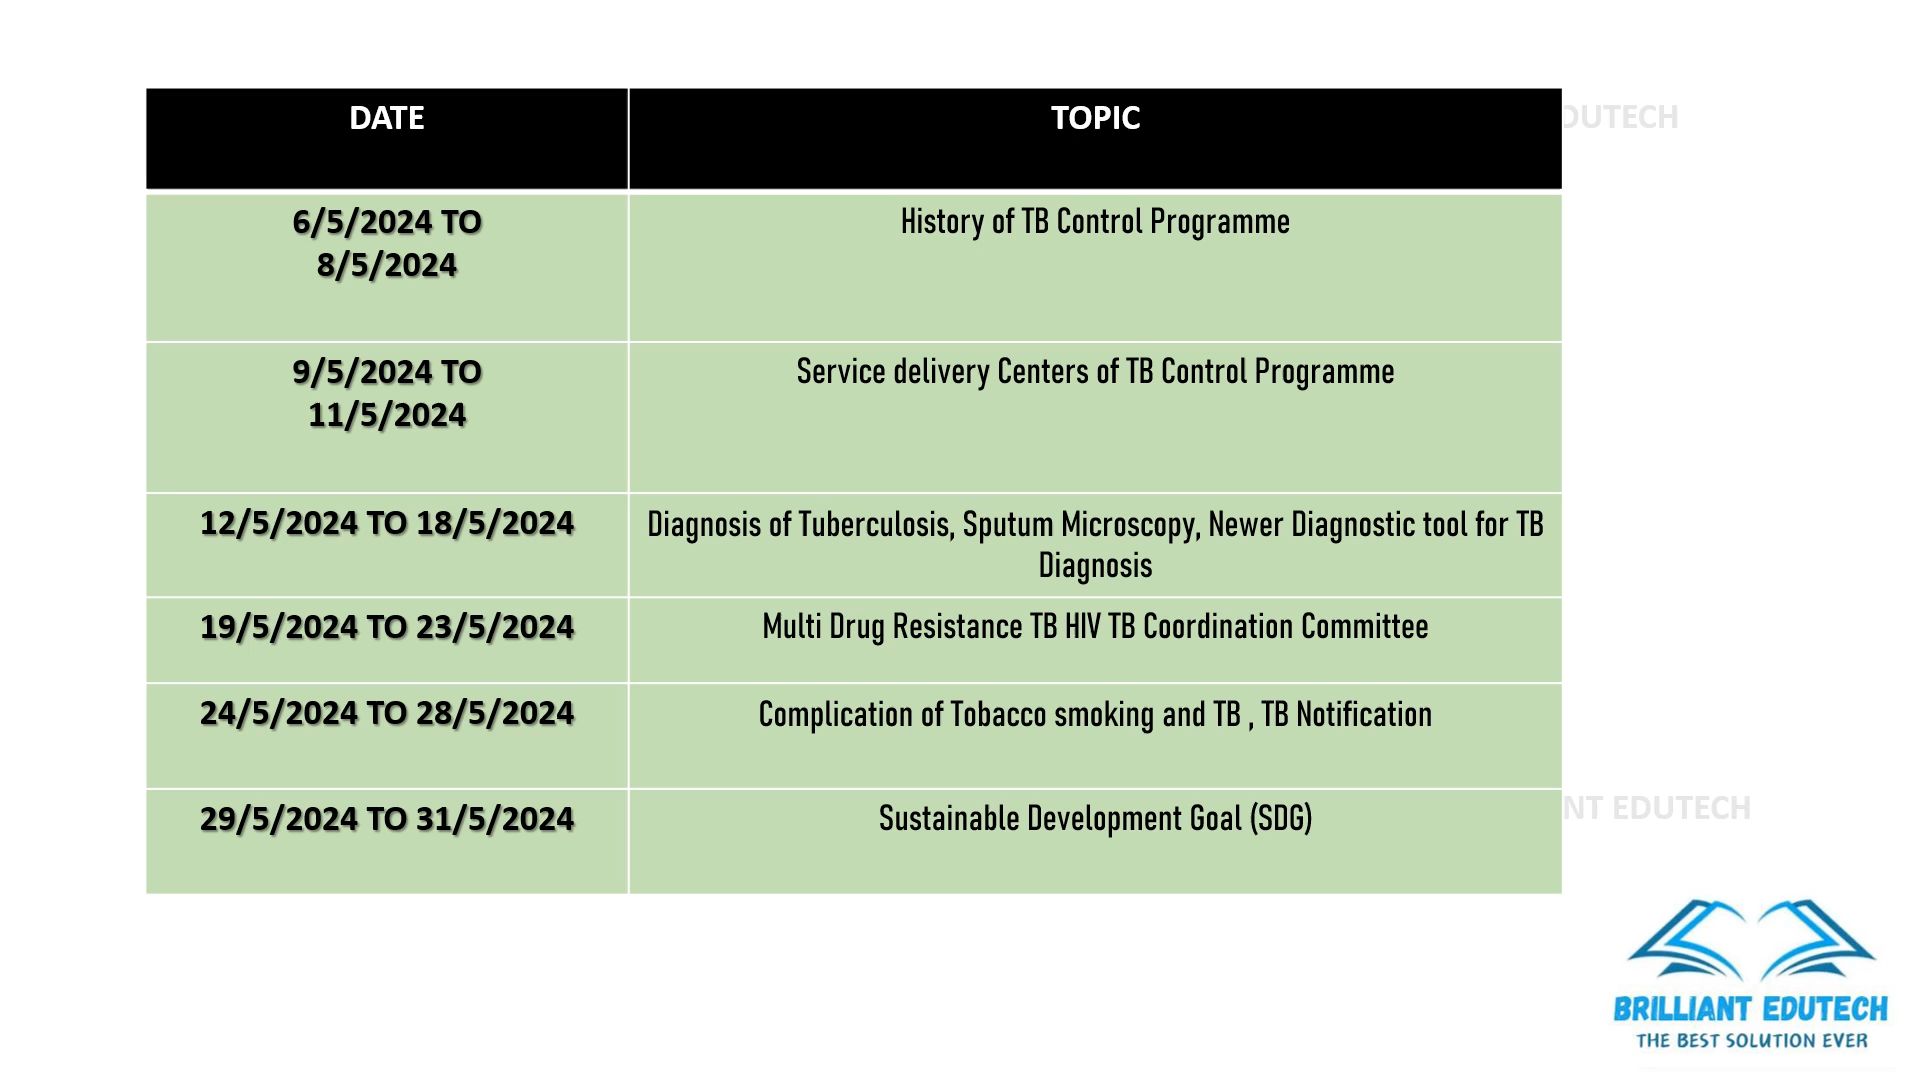 DATE
TOPIC
DUTECH
6/5/2024 TO
8/5/2024
History of TB Control Programme
9/5/2024 TO
11/5/2024
Service delivery Centers of TB Control Programme
12/5/2024 TO 18/5/2024
Diagnosis of Tuberculosis, Sputum Microscopy, Newer Diagnostic tool for TB
Diagnosis
19/5/2024 TO 23/5/2024
Multi Drug Resistance TB HIV TB Coordination Committee
24/5/2024 TO 28/5/2024
Complication of Tobacco smoking and TB , TB Notification
29/5/2024 TO 31/5/2024
Sustainable Development Goal (SDG)
NT EDUTECH
BRILLIANT EDUTECH
THE BEST SOLUTION EVER